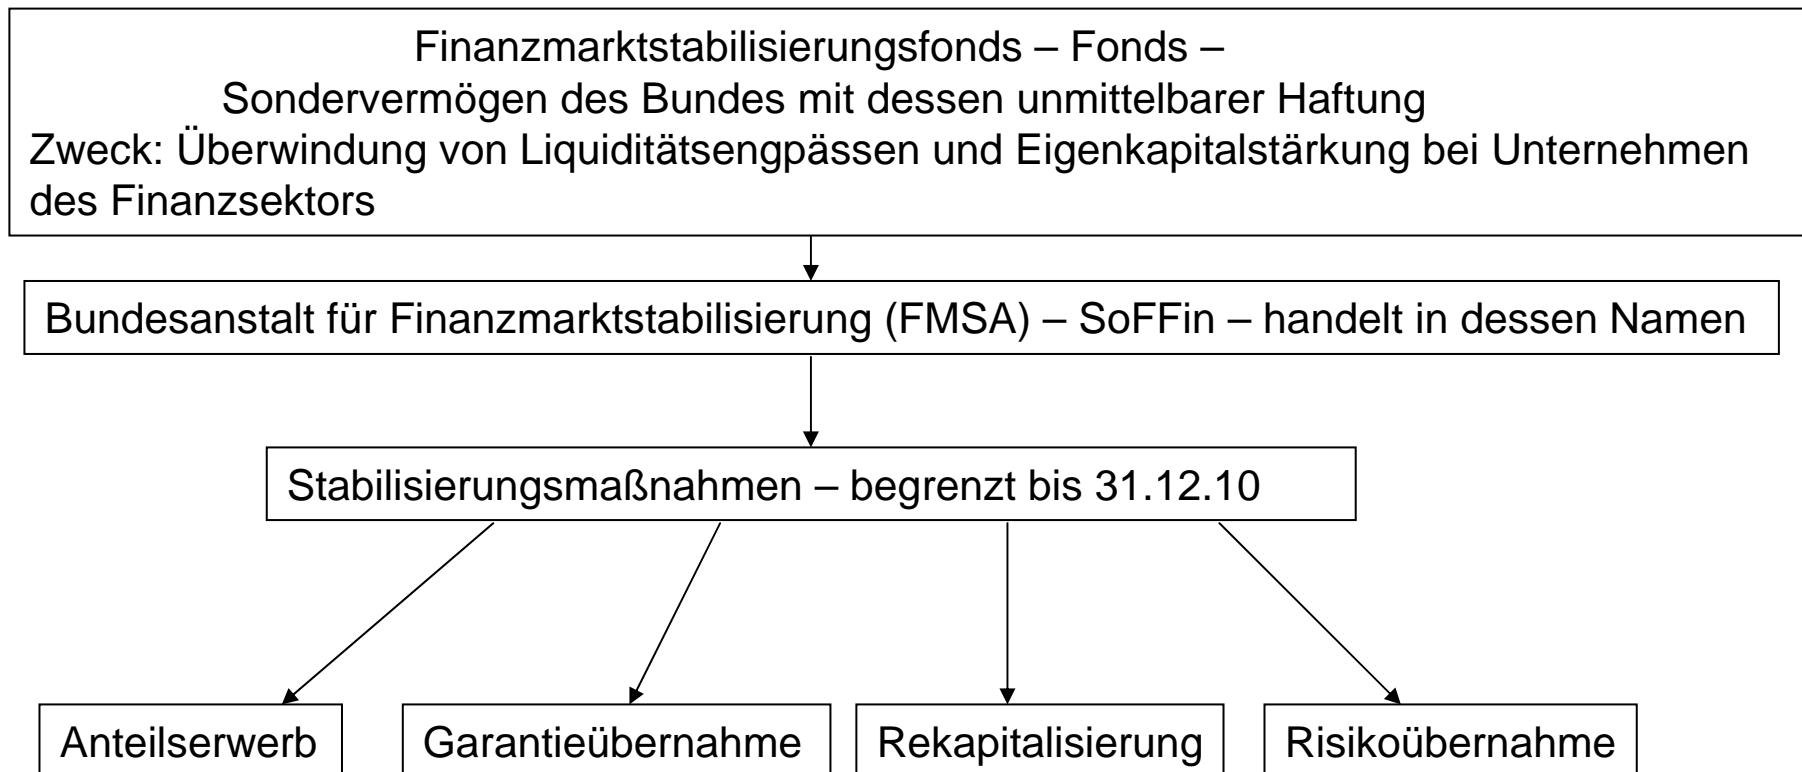 Finanzmarktstabilisierungsfonds – Fonds –
Sondervermögen des Bundes mit dessen unmittelbarer Haftung
Zweck: Überwindung von Liquiditätsengpässen und Eigenkapitalstärkung bei Unternehmen
des Finanzsektors
Bundesanstalt für Finanzmarktstabilisierung (FMSA) – SoFFin – handelt in dessen Namen
Stabilisierungsmaßnahmen – begrenzt bis 31.12.10
Anteilserwerb
Garantieübernahme
Rekapitalisierung
Risikoübernahme